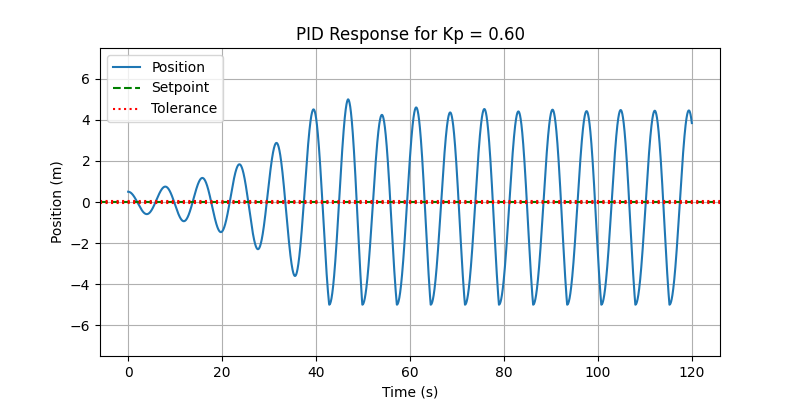 PID Response for Kp = 0.60
Position
Setpoint
Tolerance
Position (m)
6
4
2
0
−2
−4
−6
0 20 40 60 80 100 120
Time (s)